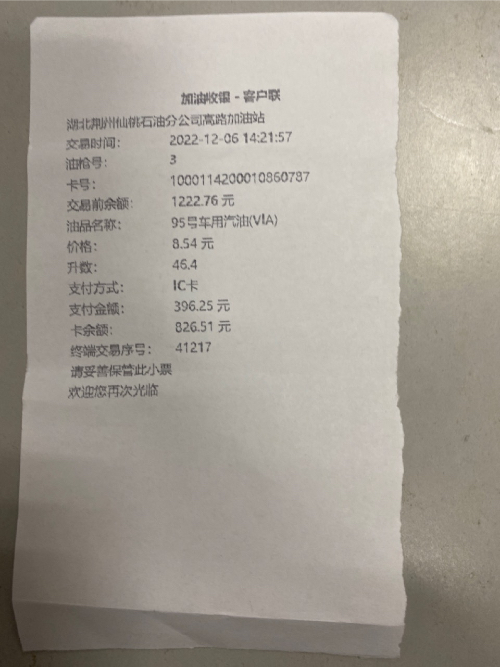 加油收银 - 客户联
湖北荆州仙桃石油分公司高路加油站
交易时间： 2022-12-06 14:21:57
油枪号： 3
卡号： 1000114200010860787
交易前余额： 1222.76 元
油品名称： 95号车用汽油(VIA)
价格： 8.54 元
升数： 46.4
支付方式： IC卡
支付金额： 396.25 元
卡余额： 826.51 元
终端交易序号： 41217
请妥善保管此小票
欢迎您再次光临